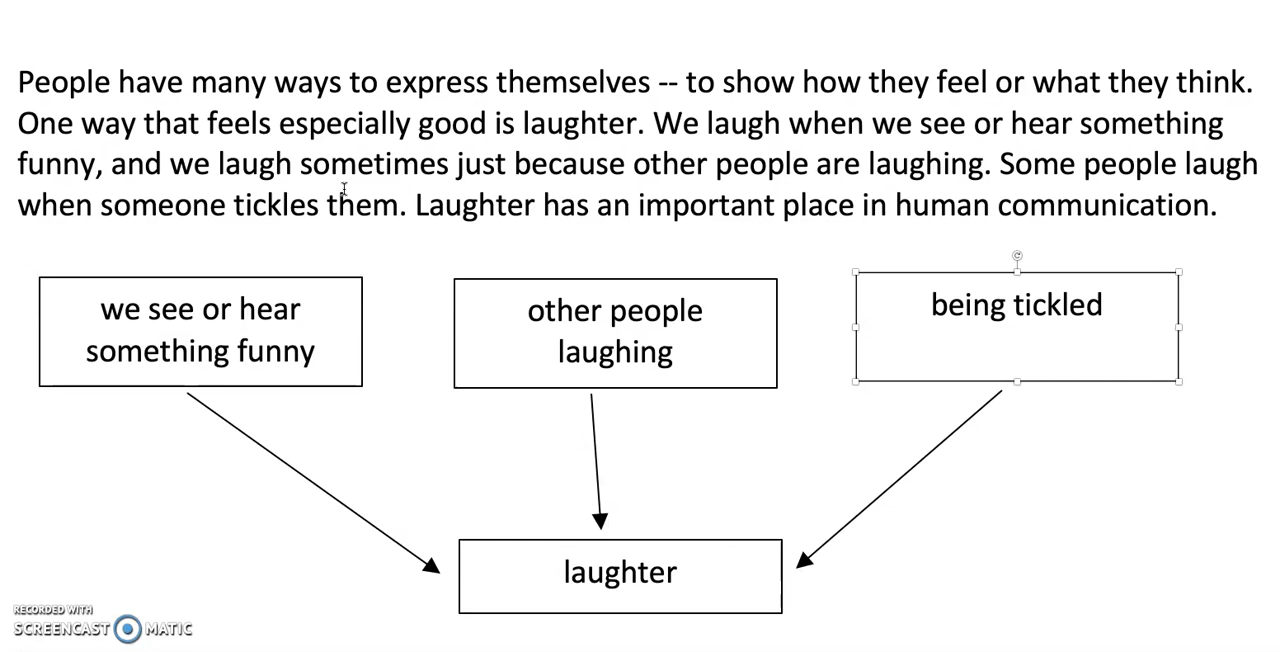 People have many ways to express themselves -- to show how they feel or what they think.
One way that feels especially good is laughter. We laugh when we see or hear something
funny, and we laugh sometimes just because other people are laughing. Some people laugh
when someone tickles them. Laughter has an important place in human communication.
we see or hear
something funny
other people
laughing
being tickled
laughter
RECORDED WITH
SCREENCAST MATIC